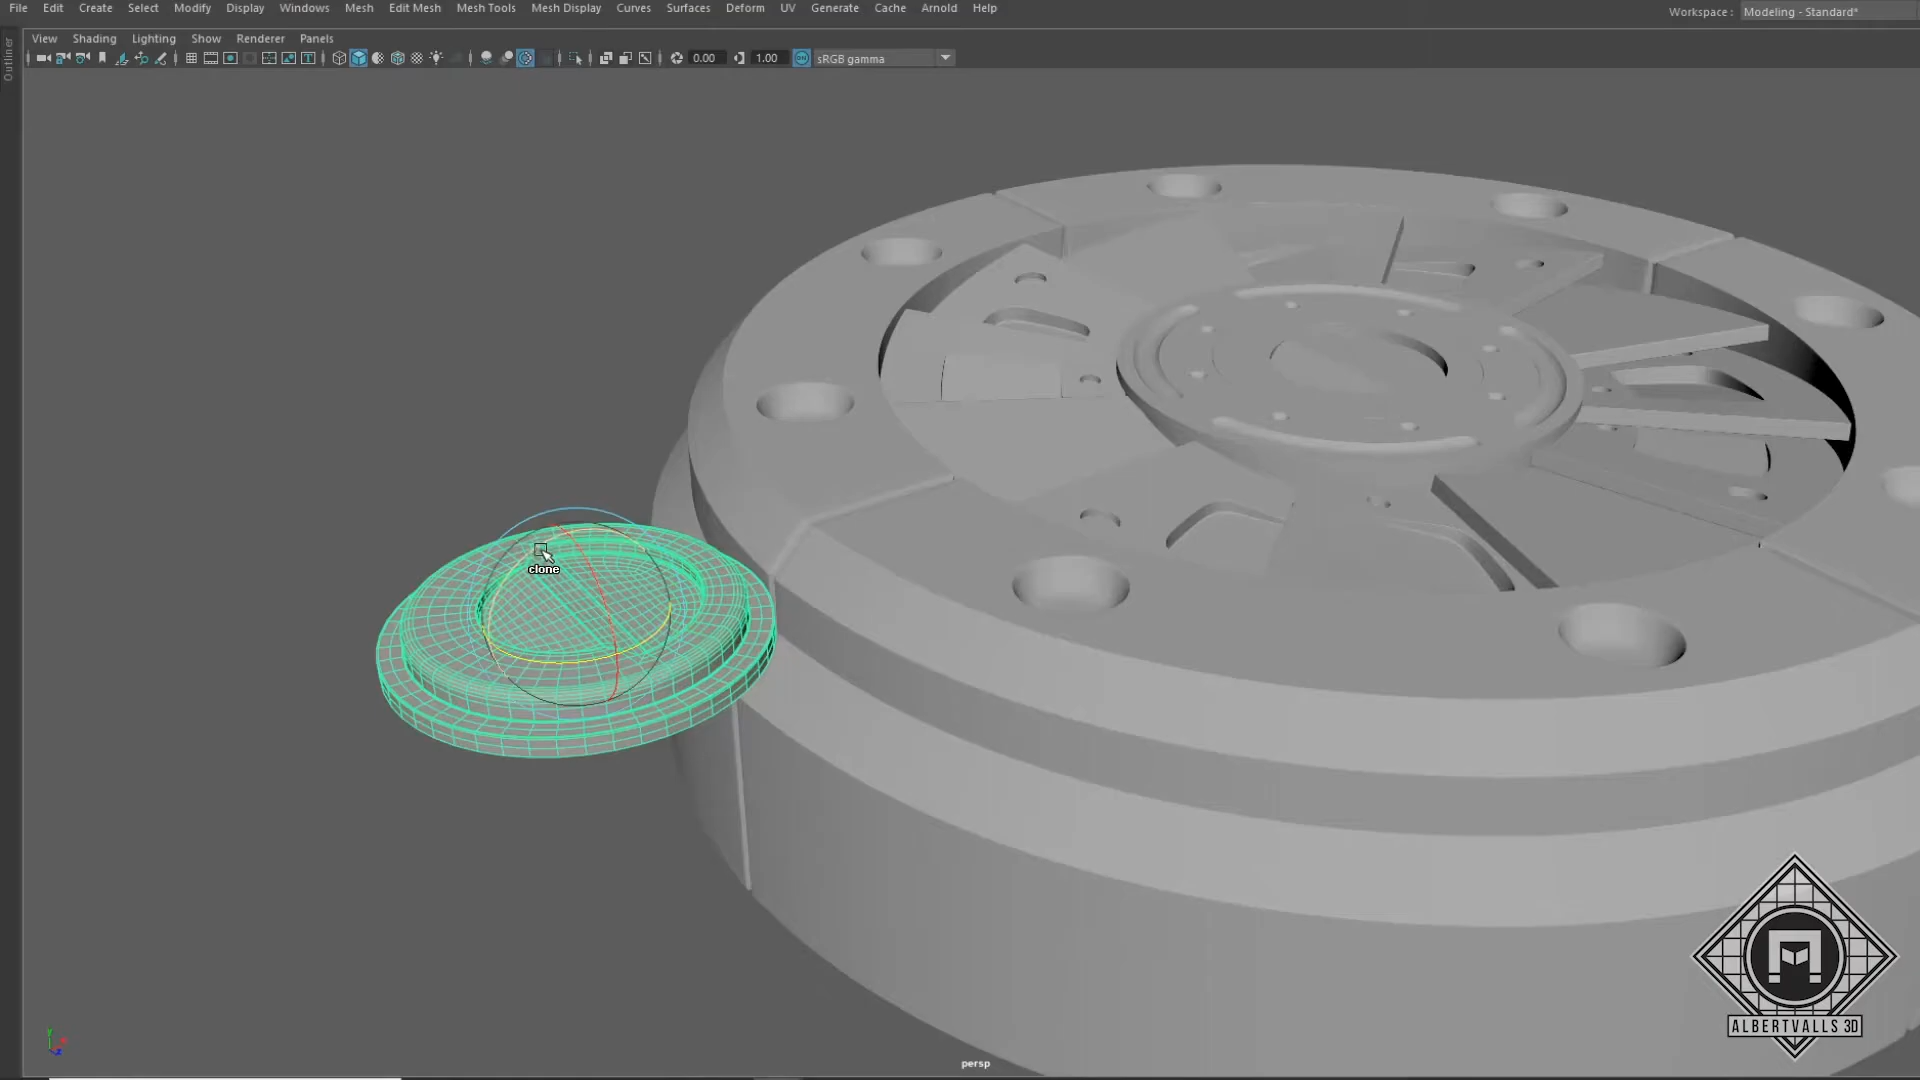 File Edit Create Select Modify Display Windows Mesh Edit Mesh Mesh Tools Mesh Display Curves Surfaces Deform UV Generate Cache Arnold Help
Workspace : Modeling - Standard*
View Shading Lighting Show Renderer Panels
0.00 1.00 ON sRGB gamma
Outliner
clone
ALBERTVALLS 3D
y
persp